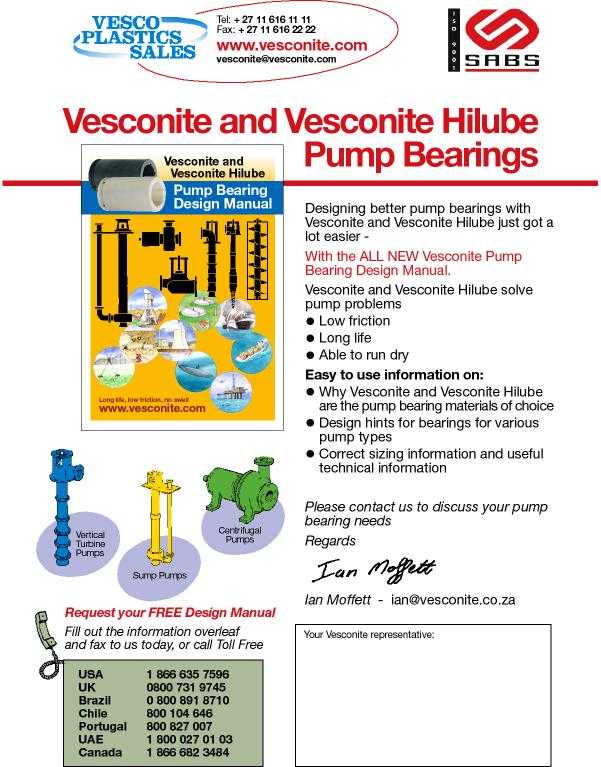 VESCO
PLASTICS
SALES
Tel: + 27 11 616 11 11
Fax: + 27 11 616 22 22
www.vesconite.com
vesconite@vesconite.com
ISO 9001
SABS
Vesconite and Vesconite Hilube
Pump Bearings
Vesconite and
Vesconite Hilube
Pump Bearing
Design Manual
Long life, low friction, no swell
www.vesconite.com
Designing better pump bearings with
Vesconite and Vesconite Hilube just got a
lot easier -
With the ALL NEW Vesconite Pump
Bearing Design Manual.
Vesconite and Vesconite Hilube solve
pump problems
● Low friction
● Long life
● Able to run dry
Easy to use information on:
● Why Vesconite and Vesconite Hilube
are the pump bearing materials of choice
● Design hints for bearings for various
pump types
● Correct sizing information and useful
technical information
Please contact us to discuss your pump
bearing needs
Regards
Ian Moffett
Ian Moffett - ian@vesconite.co.za
Vertical
Turbine
Pumps
Sump Pumps
Centrifugal
Pumps
Request your FREE Design Manual
Fill out the information overleaf
and fax to us today, or call Toll Free
USA 1 866 635 7596
UK 0800 731 9745
Brazil 0 800 891 8710
Chile 800 104 646
Portugal 800 827 007
UAE 1 800 027 01 03
Canada 1 866 682 3484
Your Vesconite representative: